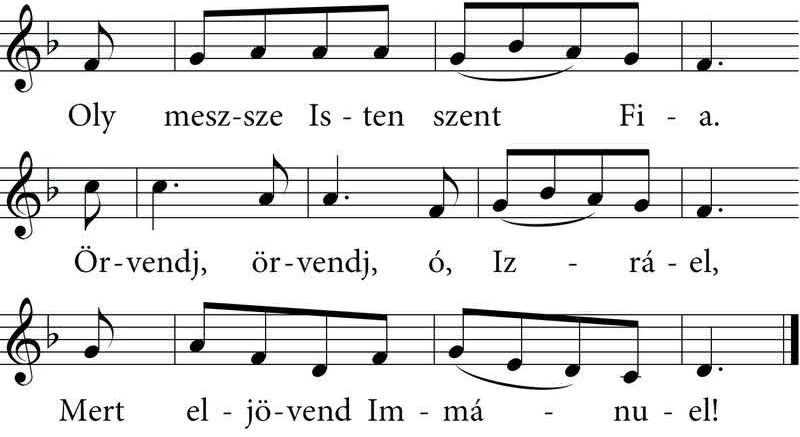 Oly mesz-sze Is - ten szent Fi - a.
Ör-vendj, ör-vendj, ó, Iz - rá - el,
Mert el - jö-vend Im - má - nu - el!